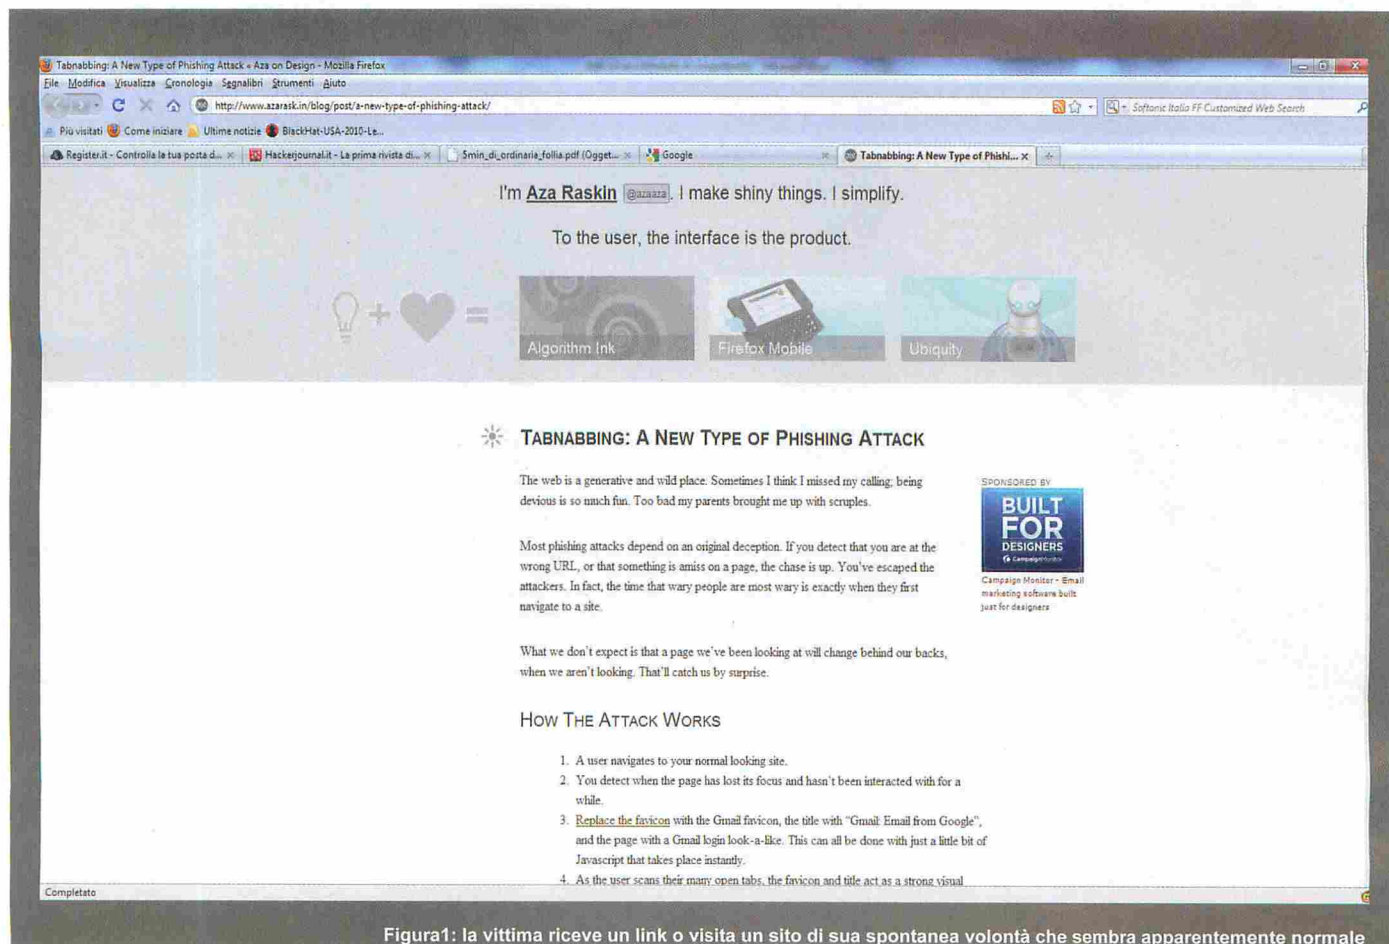 Tabnabbing: A New Type of Phishing Attack « Aza on Design - Mozilla Firefox
File Modifica Visualizza Cronologia Segnalibri Strumenti Aiuto
http://www.azarask.in/blog/post/a-new-type-of-phishing-attack/
Softonic Italia FF Customized Web Search
Più visitati Come iniziare Ultime notizie BlackHat-USA-2010-Le...
Register.it - Controlla la tua posta d... Hackerjournal.it - La prima rivista di... 5min_di_ordinaria_follia.pdf (Ogget... Google Tabnabbing: A New Type of Phishi...
I'm Aza Raskin @azaaza. I make shiny things. I simplify.
To the user, the interface is the product.
+ =
Algorithm Ink
Firefox Mobile
Ubiquity
TABNABBING: A NEW TYPE OF PHISHING ATTACK
The web is a generative and wild place. Sometimes I think I missed my calling; being
devious is so much fun. Too bad my parents brought me up with scruples.
Most phishing attacks depend on an original deception. If you detect that you are at the
wrong URL, or that something is amiss on a page, the chase is up. You've escaped the
attackers. In fact, the time that wary people are most wary is exactly when they first
navigate to a site.
What we don't expect is that a page we've been looking at will change behind our backs,
when we aren't looking. That'll catch us by surprise.
SPONSORED BY
BUILT
FOR
DESIGNERS
CampaignMonitor
Campaign Monitor - Email
marketing software built
just for designers
HOW THE ATTACK WORKS
1. A user navigates to your normal looking site.
2. You detect when the page has lost its focus and hasn't been interacted with for a
while.
3. Replace the favicon with the Gmail favicon, the title with "Gmail: Email from Google",
and the page with a Gmail login look-a-like. This can all be done with just a little bit of
Javascript that takes place instantly.
4. As the user scans their many open tabs, the favicon and title act as a strong visual
Completato
Figura1: la vittima riceve un link o visita un sito di sua spontanea volontà che sembra apparentemente normale